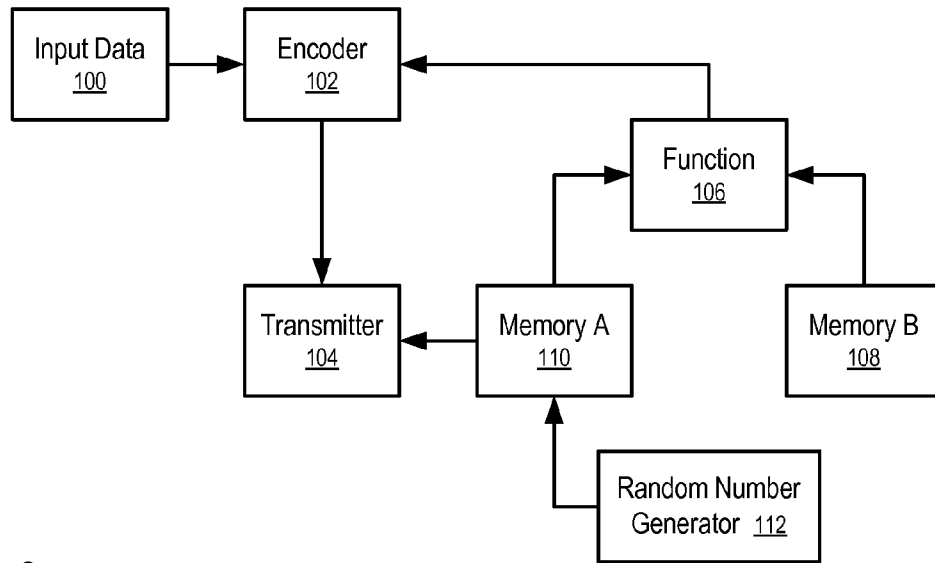 Input Data
100
Encoder
102
Function
106
Transmitter
104
Memory A
110
Memory B
108
Random Number
Generator 112